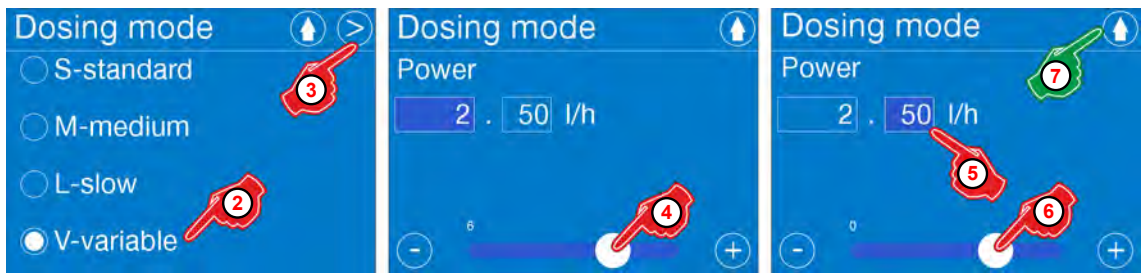 Dosing mode >
S-standard
3
M-medium
L-slow
2
V-variable
Dosing mode
Power
2 . 50 l/h
4
6
- +
Dosing mode
7
Power
2 . 50 l/h
5
6
0
- +